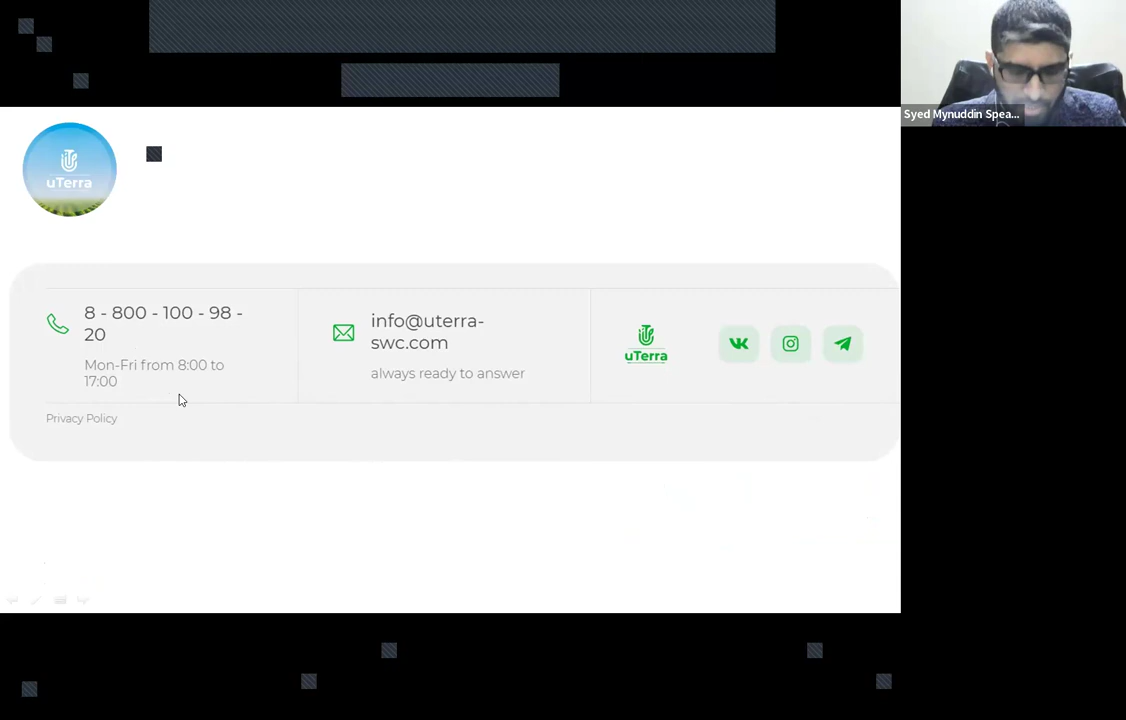 Syed Mynuddin Spea...
uTerra
8 - 800 - 100 - 98 -
20
Mon-Fri from 8:00 to
17:00
info@uterra-
swc.com
always ready to answer
uTerra
Privacy Policy